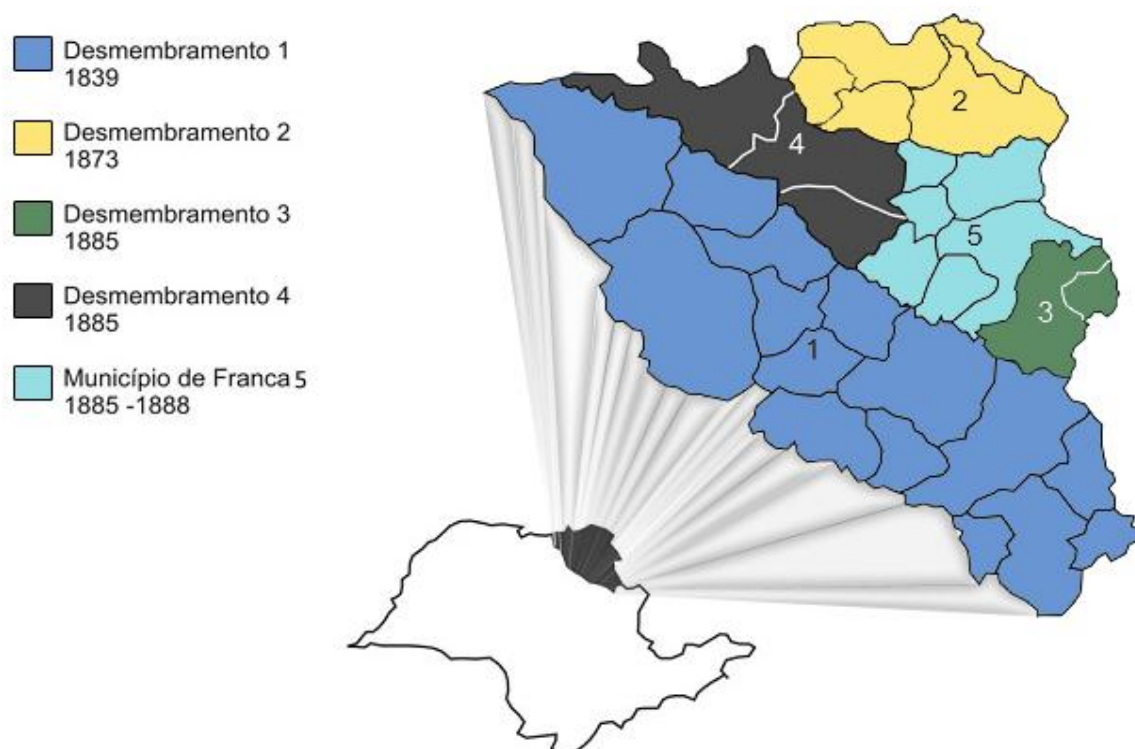 Desmembramento 1
1839
Desmembramento 2
1873
Desmembramento 3
1885
Desmembramento 4
1885
Município de Franca 5
1885 -1888
2
4
5
3
1